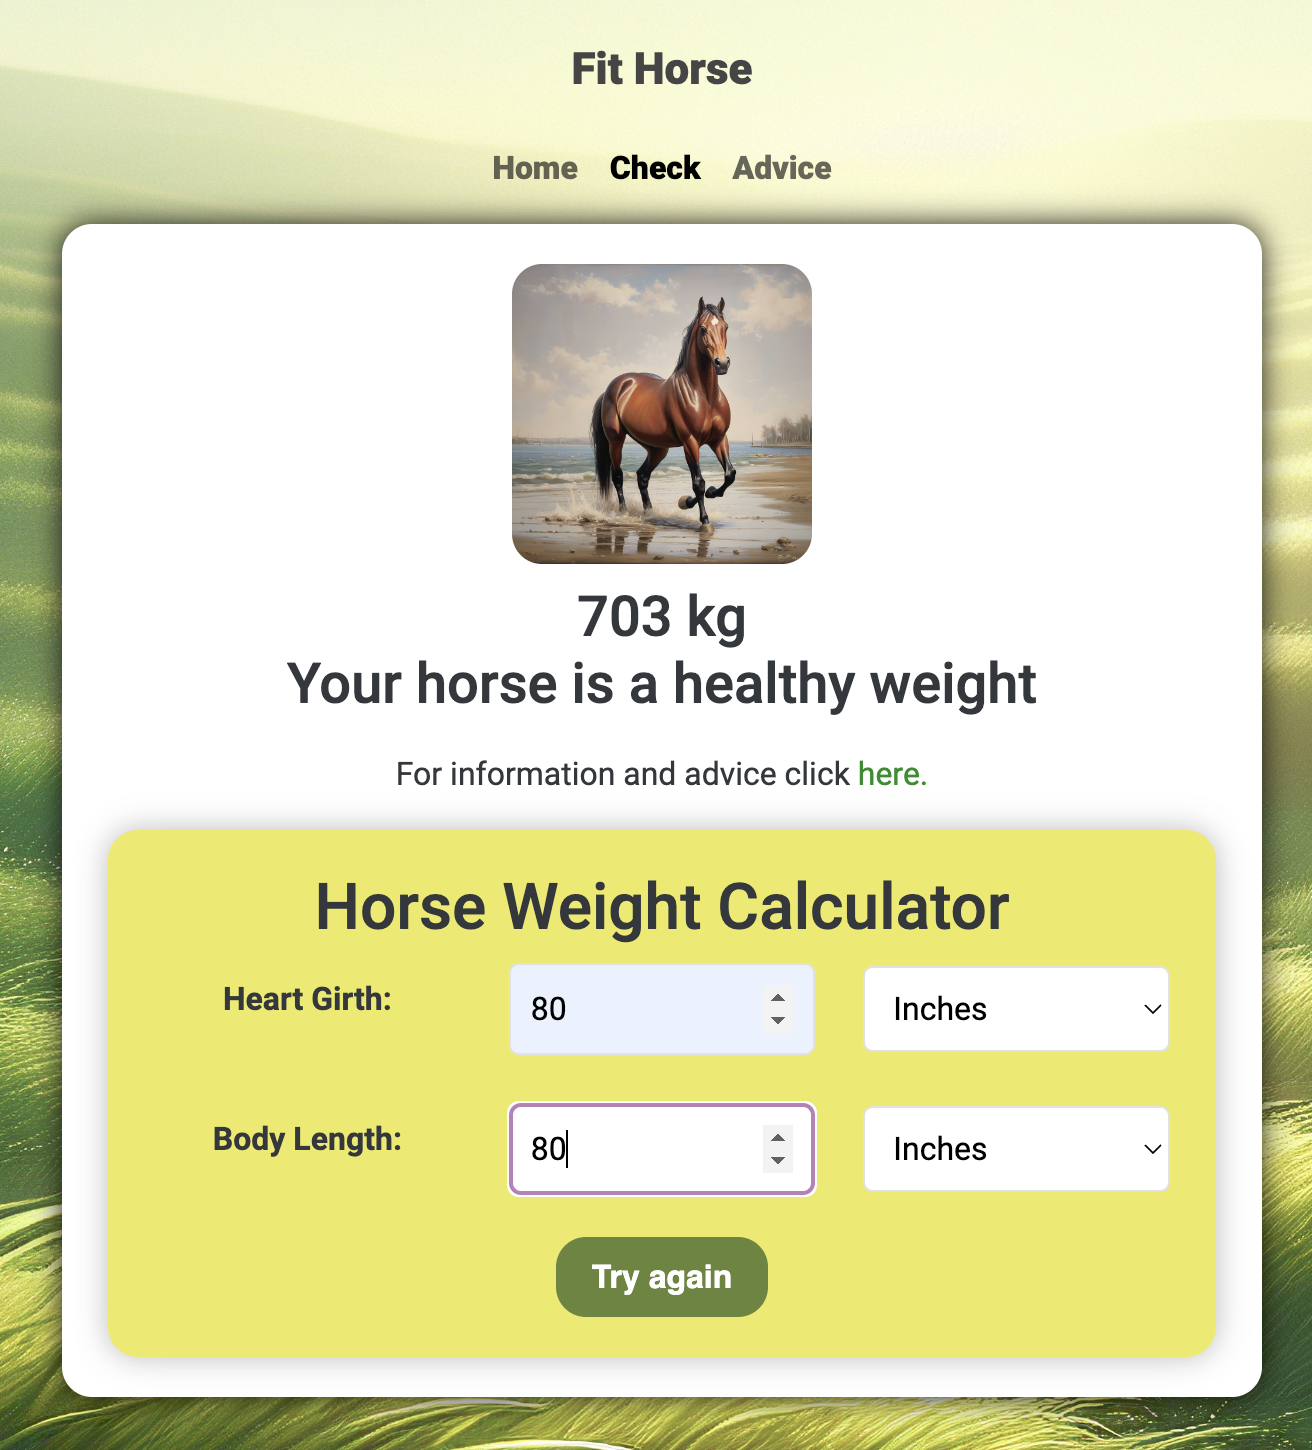 Fit Horse
Home Check Advice
703 kg
Your horse is a healthy weight
For information and advice click here.
Horse Weight Calculator
Heart Girth: 80 Inches
Body Length: 80 Inches
Try again